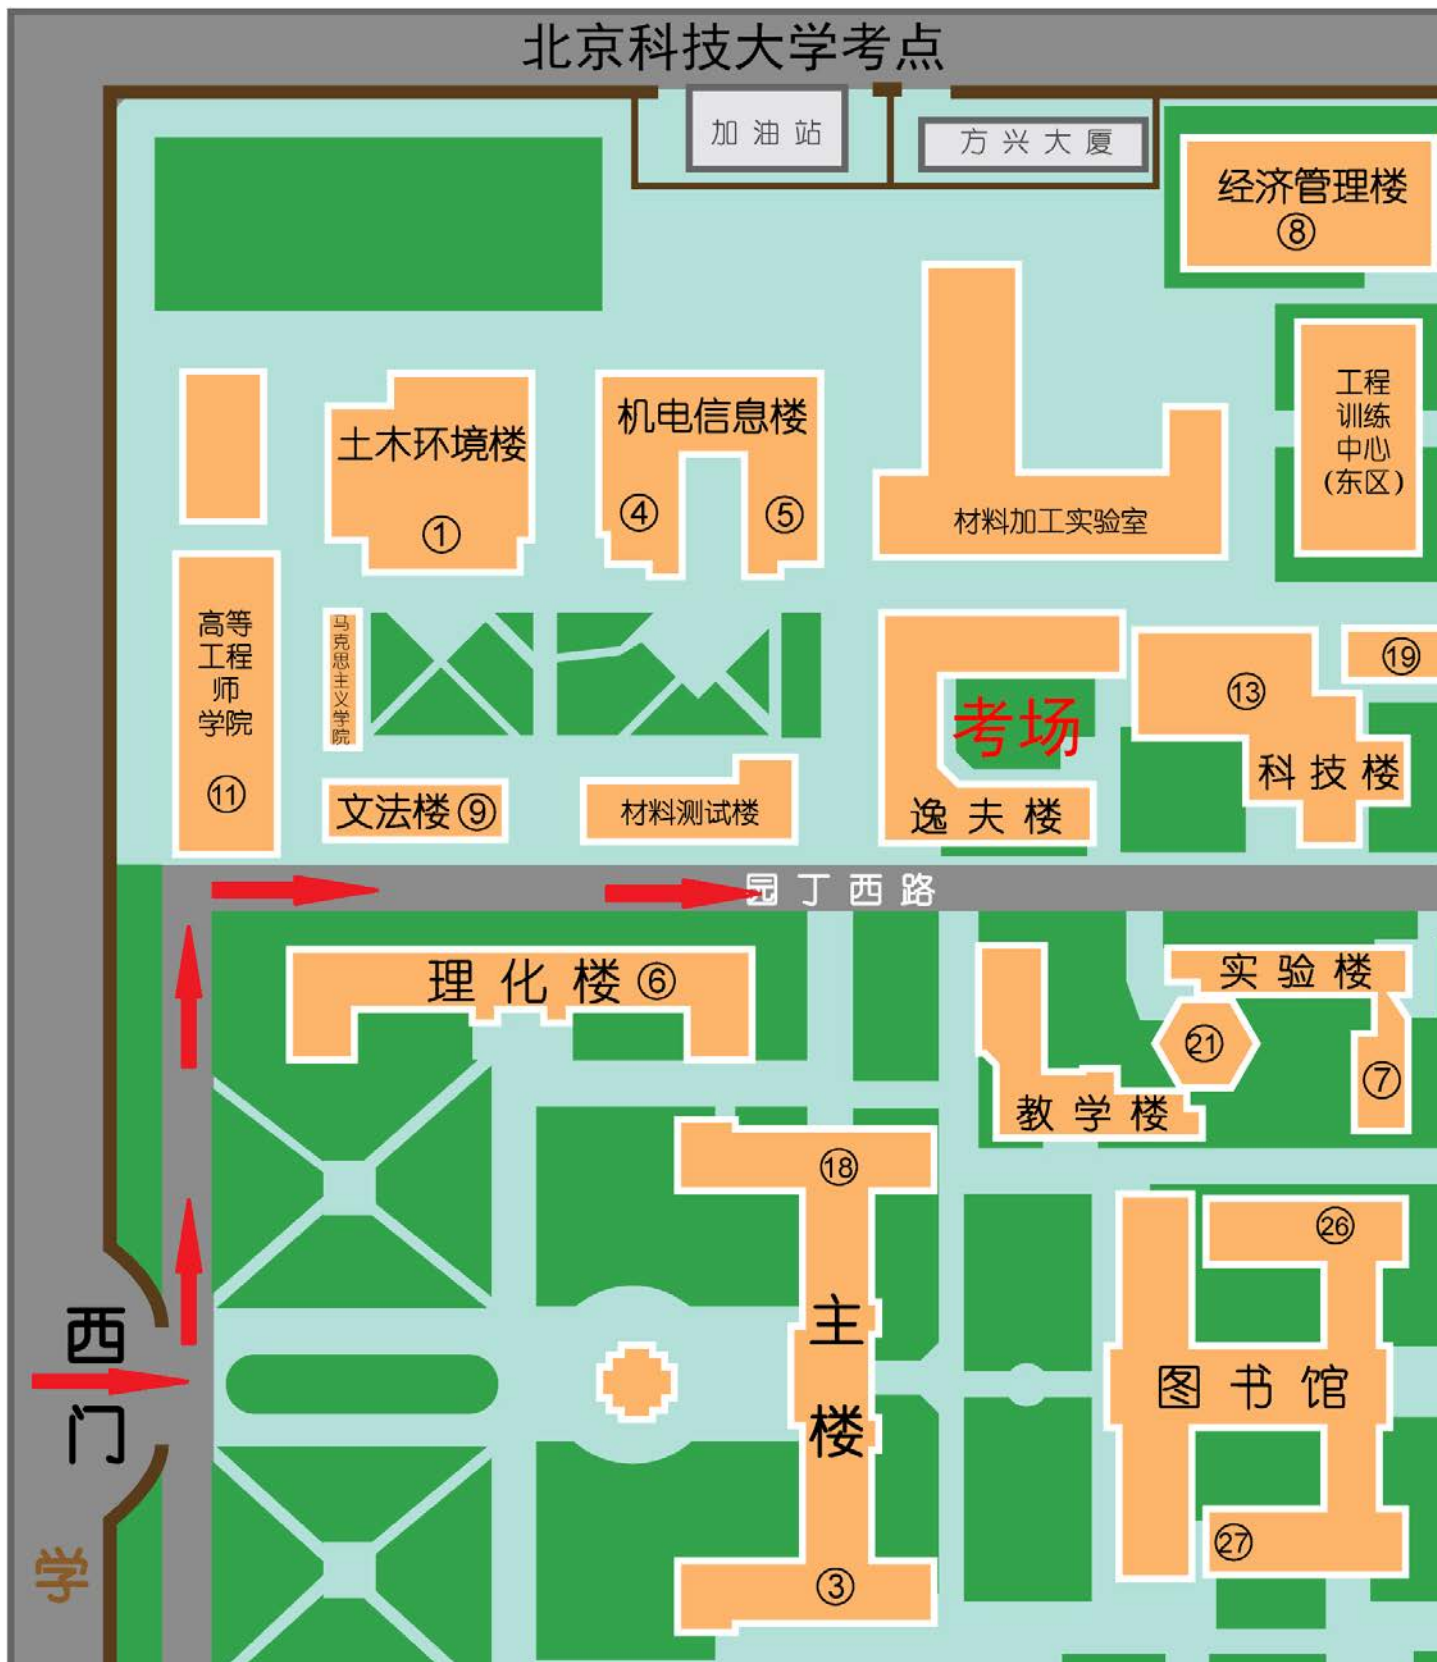 北京科技大学考点
加油站
方兴大厦
经济管理楼
⑧
工程
训练
中心
(东区)
机电信息楼
④
⑤
土木环境楼
①
材料加工实验室
高等
工程
师
学院
⑪
马克思主义学院
⑲
⑬
科技楼
考场
逸夫楼
文法楼⑨
材料测试楼
园丁西路
理化楼⑥
实验楼
㉑
⑦
教学楼
⑱
㉖
主
楼
图书馆
西
门
㉗
③
学